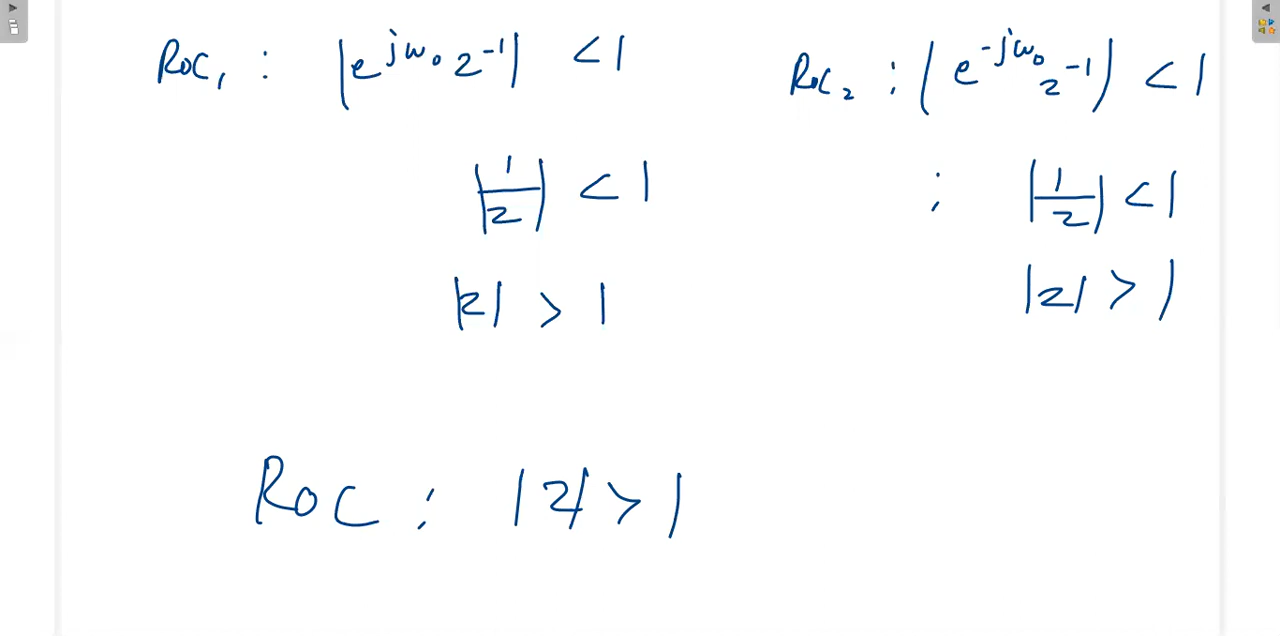 ROC₁ : |e^{jω₀} z⁻¹| < 1
ROC₂ : |e^{-jω₀} z⁻¹| < 1
|1/z| < 1
: |1/z| < 1
|z| > 1
|z| > 1
ROC : |z| > 1